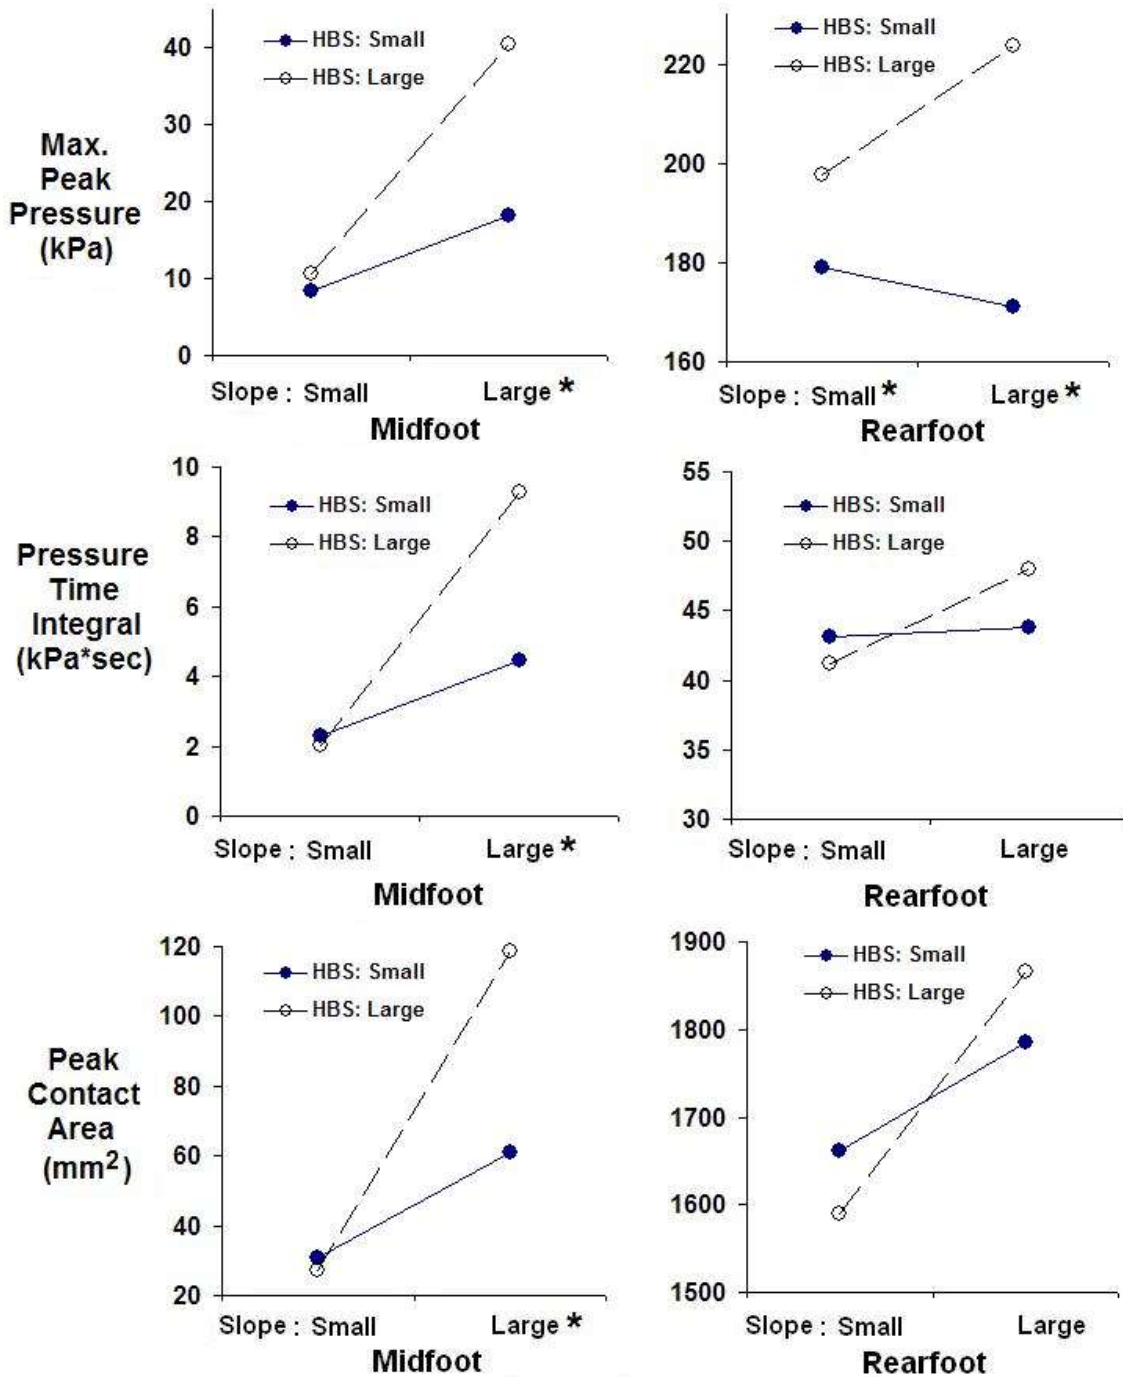 Max.
Peak
Pressure
(kPa)
40
30
20
10
0
HBS: Small
HBS: Large
Slope : Small Large *
Midfoot
220
200
180
160
HBS: Small
HBS: Large
Slope : Small * Large *
Rearfoot
Pressure
Time
Integral
(kPa*sec)
10
8
6
4
2
0
HBS: Small
HBS: Large
Slope : Small Large *
Midfoot
55
50
45
40
35
30
HBS: Small
HBS: Large
Slope : Small Large
Rearfoot
Peak
Contact
Area
(mm²)
120
100
80
60
40
20
HBS: Small
HBS: Large
Slope : Small Large *
Midfoot
1900
1800
1700
1600
1500
HBS: Small
HBS: Large
Slope : Small Large
Rearfoot